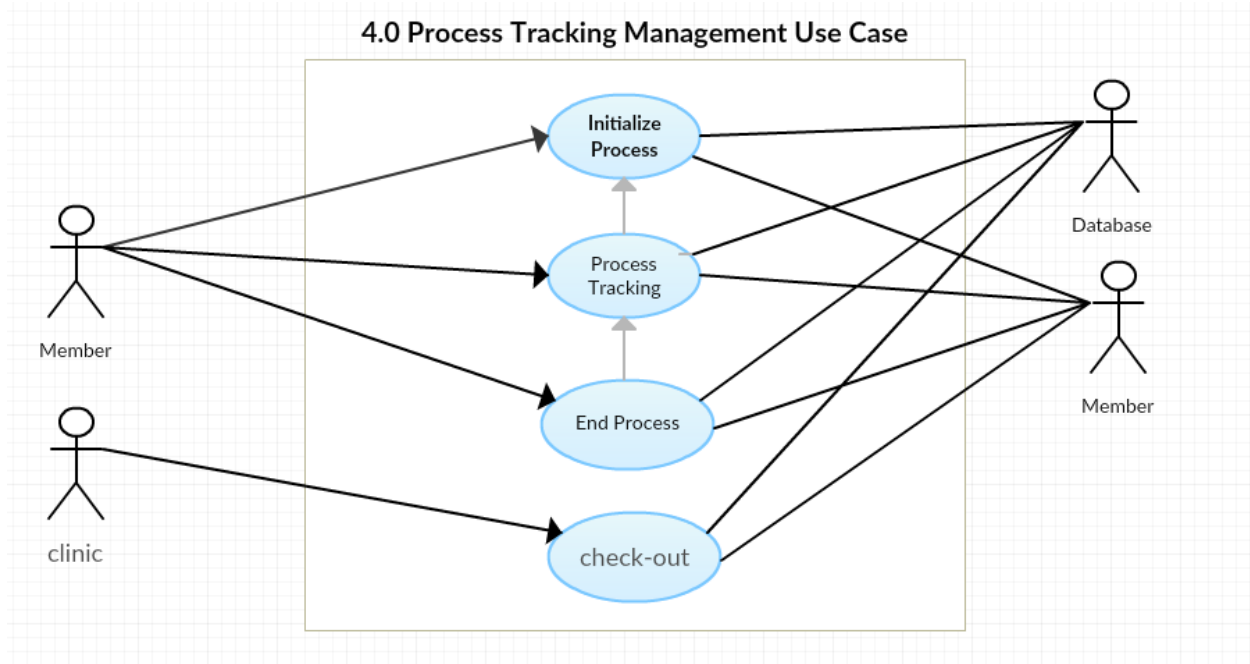 4.0 Process Tracking Management Use Case
Initialize
Process
Process
Tracking
End Process
check-out
Member
clinic
Database
Member